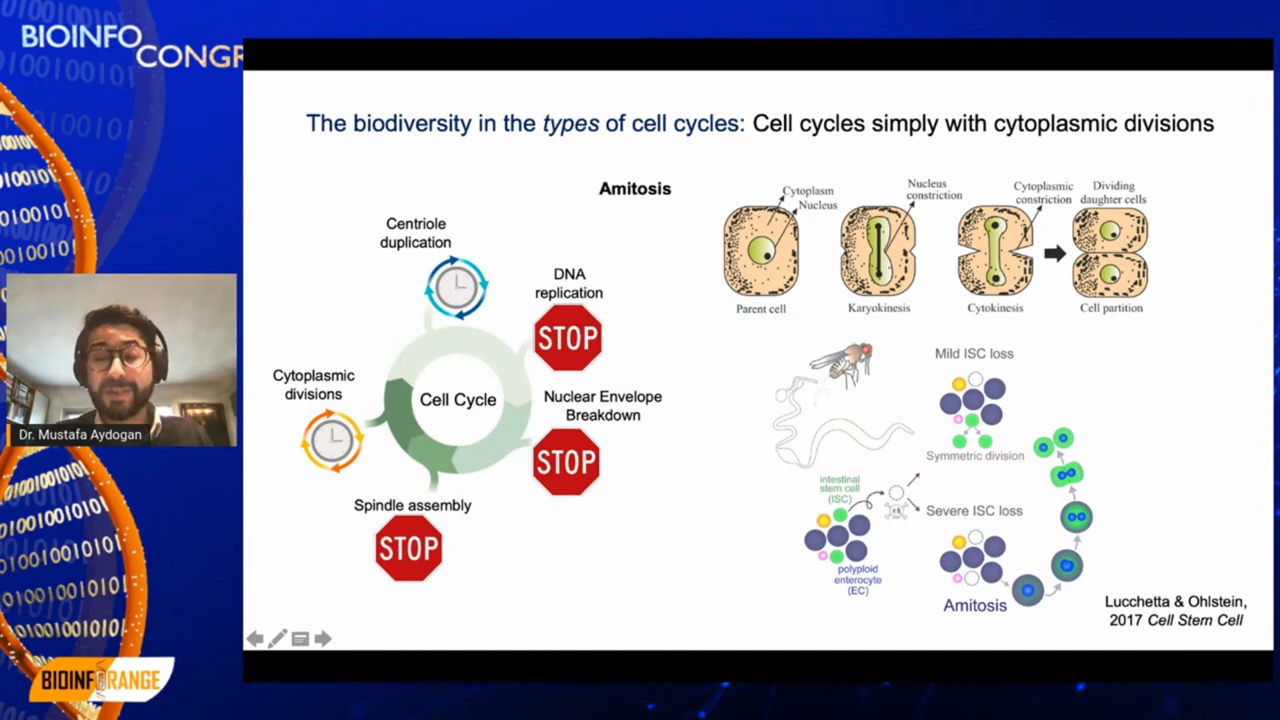 BIOINFO
CONGR
The biodiversity in the types of cell cycles: Cell cycles simply with cytoplasmic divisions
Amitosis
Centriole
duplication
DNA
replication
STOP
Cytoplasmic
divisions
Cell Cycle
Nuclear Envelope
Breakdown
STOP
Spindle assembly
STOP
Cytoplasm
Nucleus
Nucleus
constriction
Cytoplasmic
constriction
Dividing
daughter cells
Parent cell
Karyokinesis
Cytokinesis
Cell partition
Mild ISC loss
Symmetric division
intestinal
stem cell
(ISC)
Severe ISC loss
polyploid
enterocyte
(EC)
Amitosis
Lucchetta & Ohlstein,
2017 Cell Stem Cell
Dr. Mustafa Aydogan
BIOINFORANGE